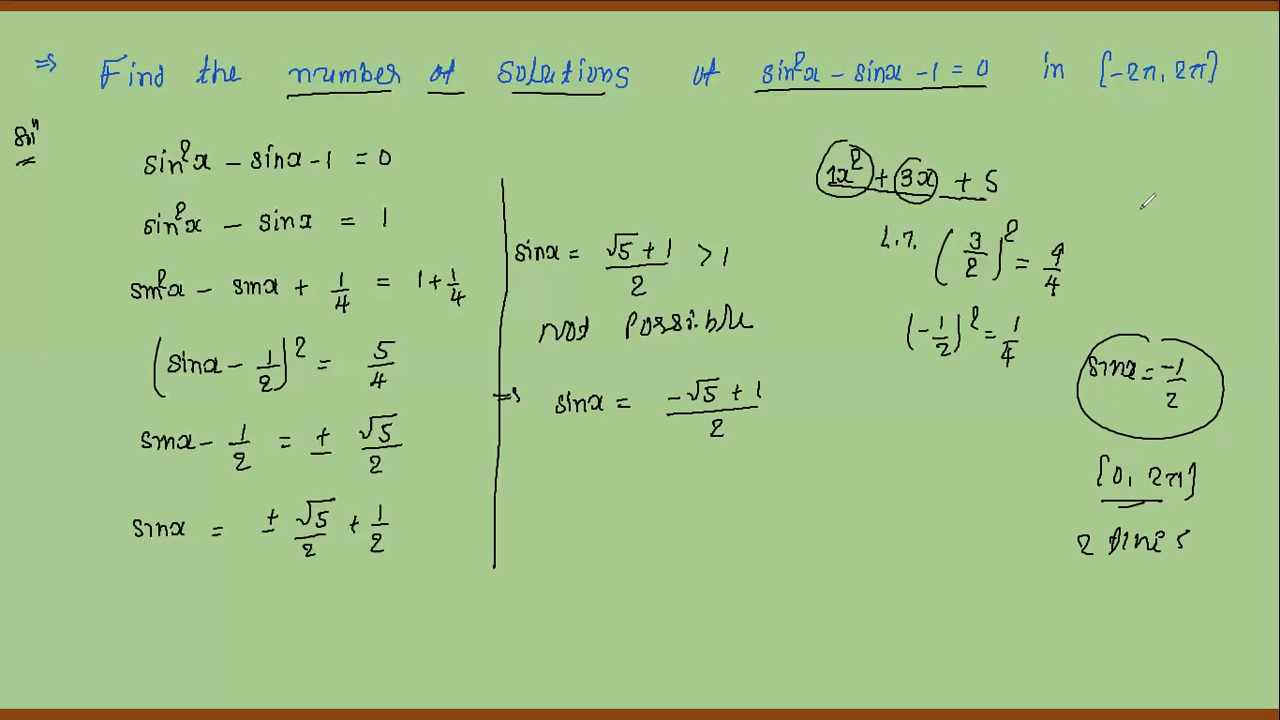 ⇒ Find the number of solutions of sin²x - sinx - 1 = 0 in [-2π, 2π]
Solⁿ
sin²x - sinx - 1 = 0
sin²x - sinx = 1
sin²x - sinx + 1/4 = 1 + 1/4
(sinx - 1/2)² = 5/4
sinx - 1/2 = ± √5/2
sinx = ± √5/2 + 1/2
sinx = (√5 + 1)/2 > 1
Not Possible
⇒ sinx = (-√5 + 1)/2
1x² + 3x + 5
(3/2)² = 9/4
(-1/2)² = 1/4
sinx = -1/2
[0, 2π]
2 times